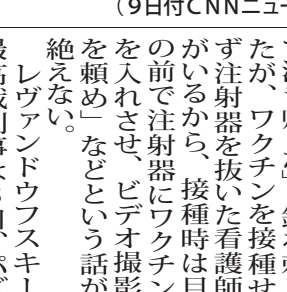 （9日付ＣＮＮニュー
たが、ワクチンを接種せ
ず注射器を抜いた看護師
がいるから、接種時は目
の前で注射器にワクチン
を入れさせ、ビデオ撮影
を頼め」などという話が
絶えない。
レヴァンドウフスキー